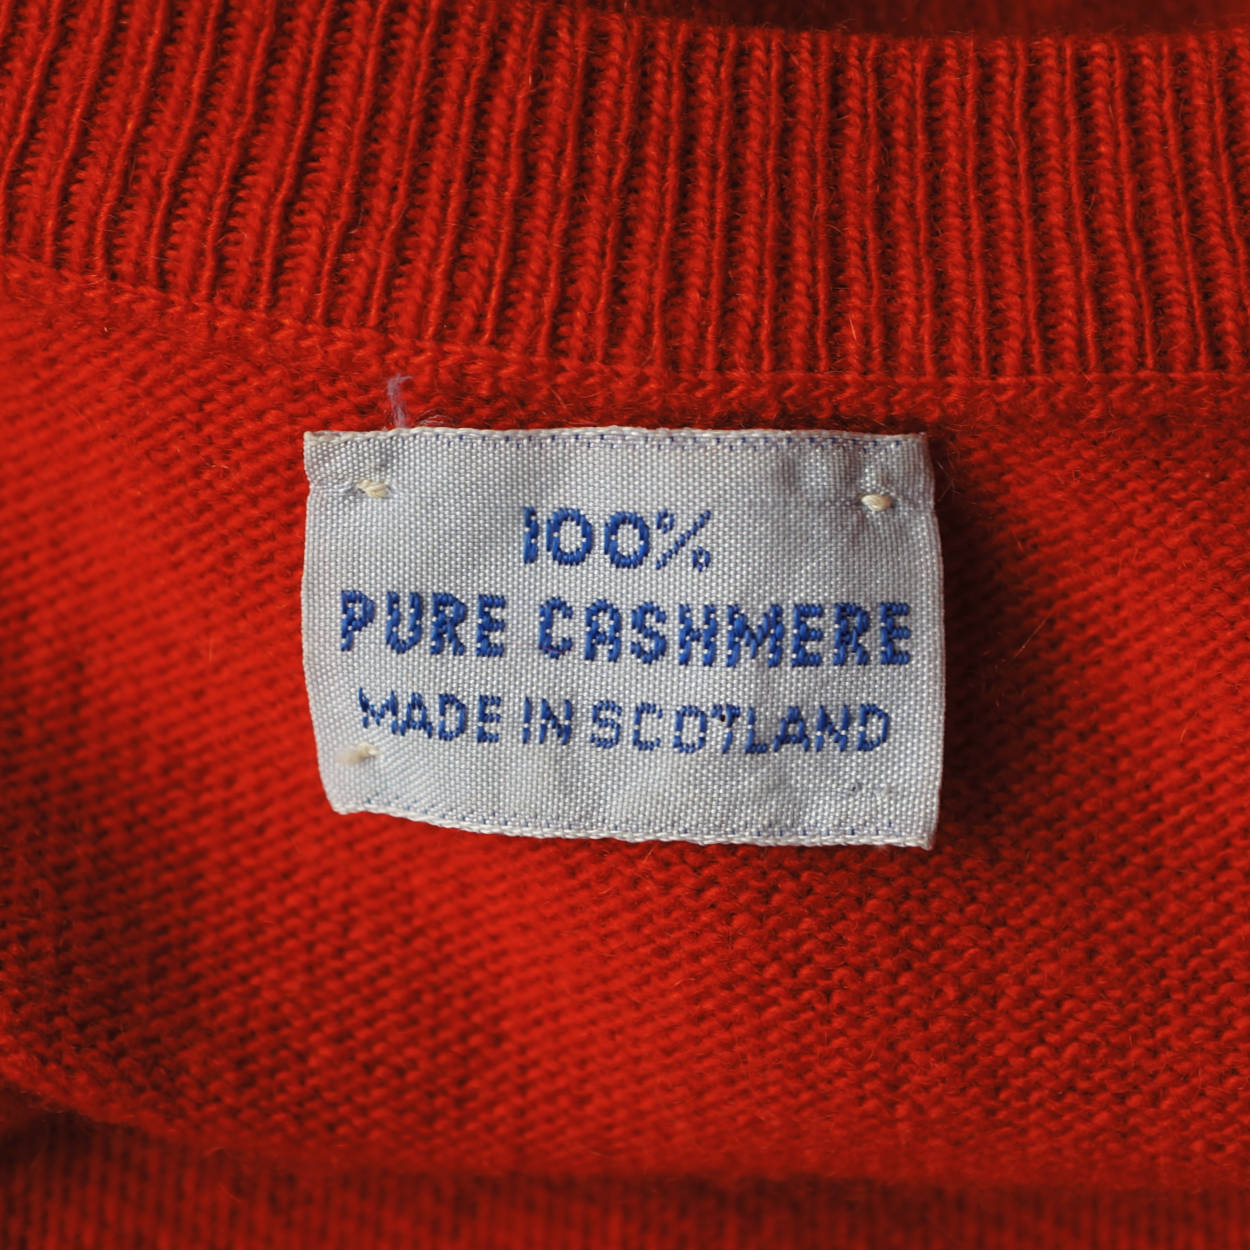 100%
PURE CASHMERE
MADE IN SCOTLAND